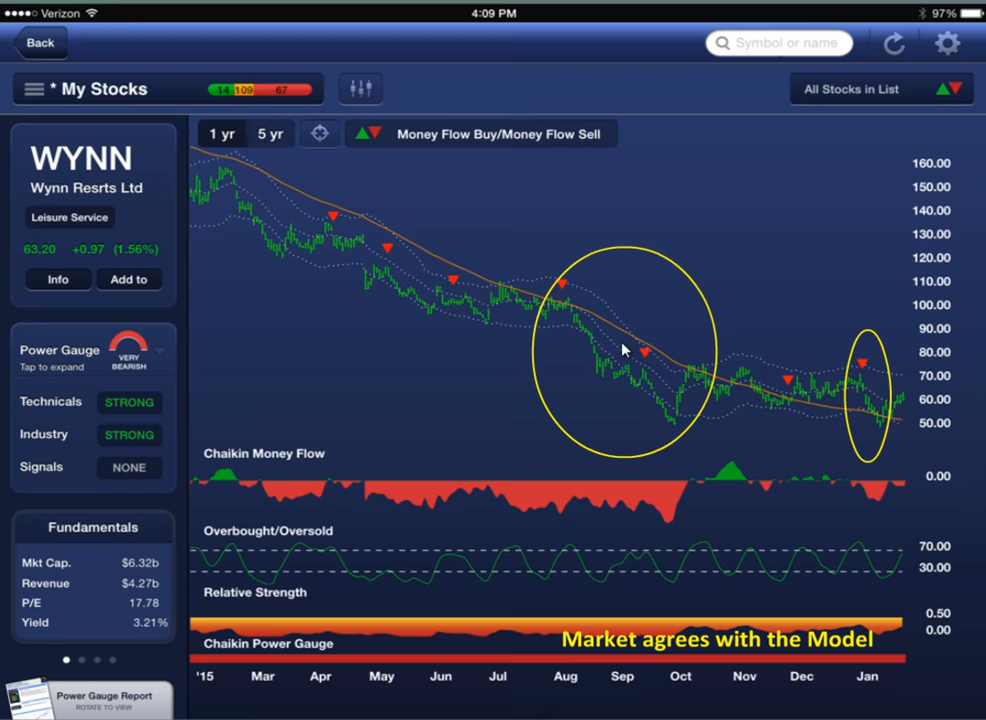 Verizon
4:09 PM
97%
Back
Symbol or name
* My Stocks
14 109 67
All Stocks in List
WYNN
Wynn Resrts Ltd
Leisure Service
63.20 +0.97 (1.56%)
Info
Add to
Power Gauge
Tap to expand
VERY
BEARISH
Technicals STRONG
Industry STRONG
Signals NONE
Fundamentals
Mkt Cap. $6.32b
Revenue $4.27b
P/E 17.78
Yield 3.21%
Power Gauge Report
ROTATE TO VIEW
1 yr
5 yr
Money Flow Buy/Money Flow Sell
160.00
150.00
140.00
130.00
120.00
110.00
100.00
90.00
80.00
70.00
60.00
50.00
Chaikin Money Flow
0.00
Overbought/Oversold
70.00
30.00
Relative Strength
0.50
0.00
Market agrees with the Model
Chaikin Power Gauge
'15 Mar Apr May Jun Jul Aug Sep Oct Nov Dec Jan